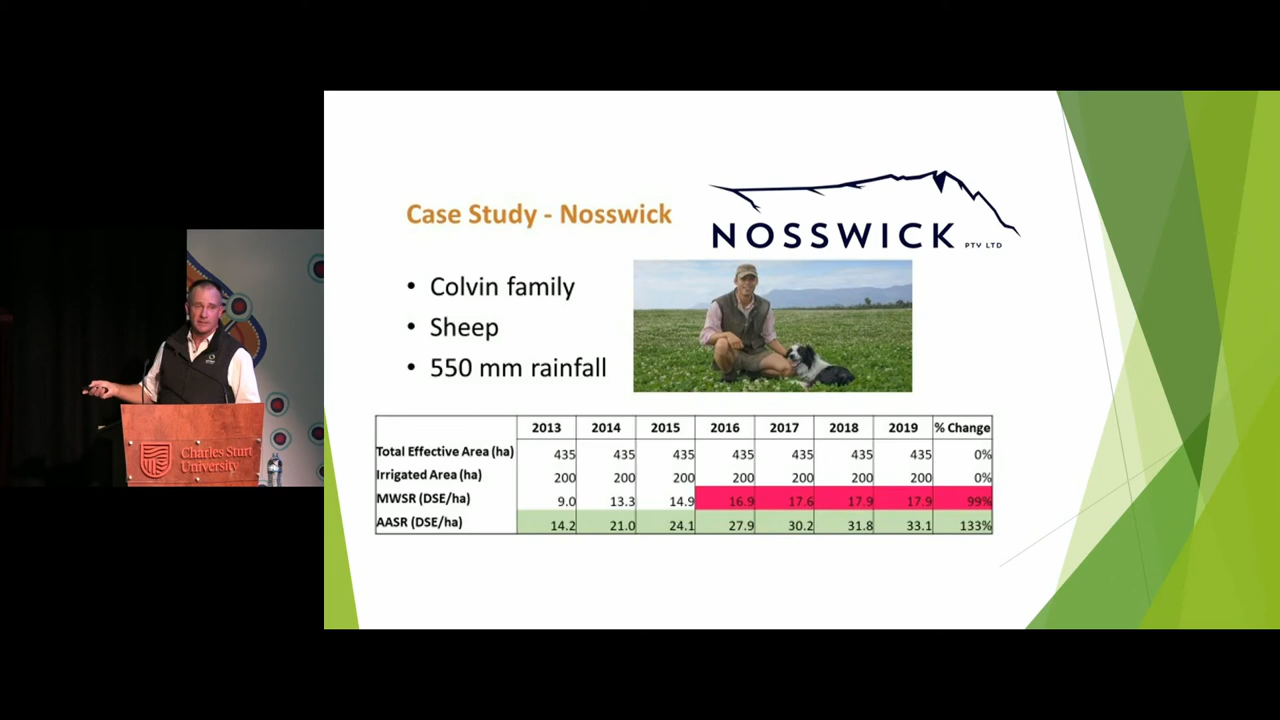 Case Study - Nosswick
NOSSWICK PTY LTD
• Colvin family
• Sheep
• 550 mm rainfall
2013 2014 2015 2016 2017 2018 2019 % Change
Total Effective Area (ha) 435 435 435 435 435 435 435 0%
Irrigated Area (ha) 200 200 200 200 200 200 200 0%
MWSR (DSE/ha) 9.0 13.3 14.9 16.9 17.6 17.9 17.9 99%
AASR (DSE/ha) 14.2 21.0 24.1 27.9 30.2 31.8 33.1 133%
Charles Sturt
University